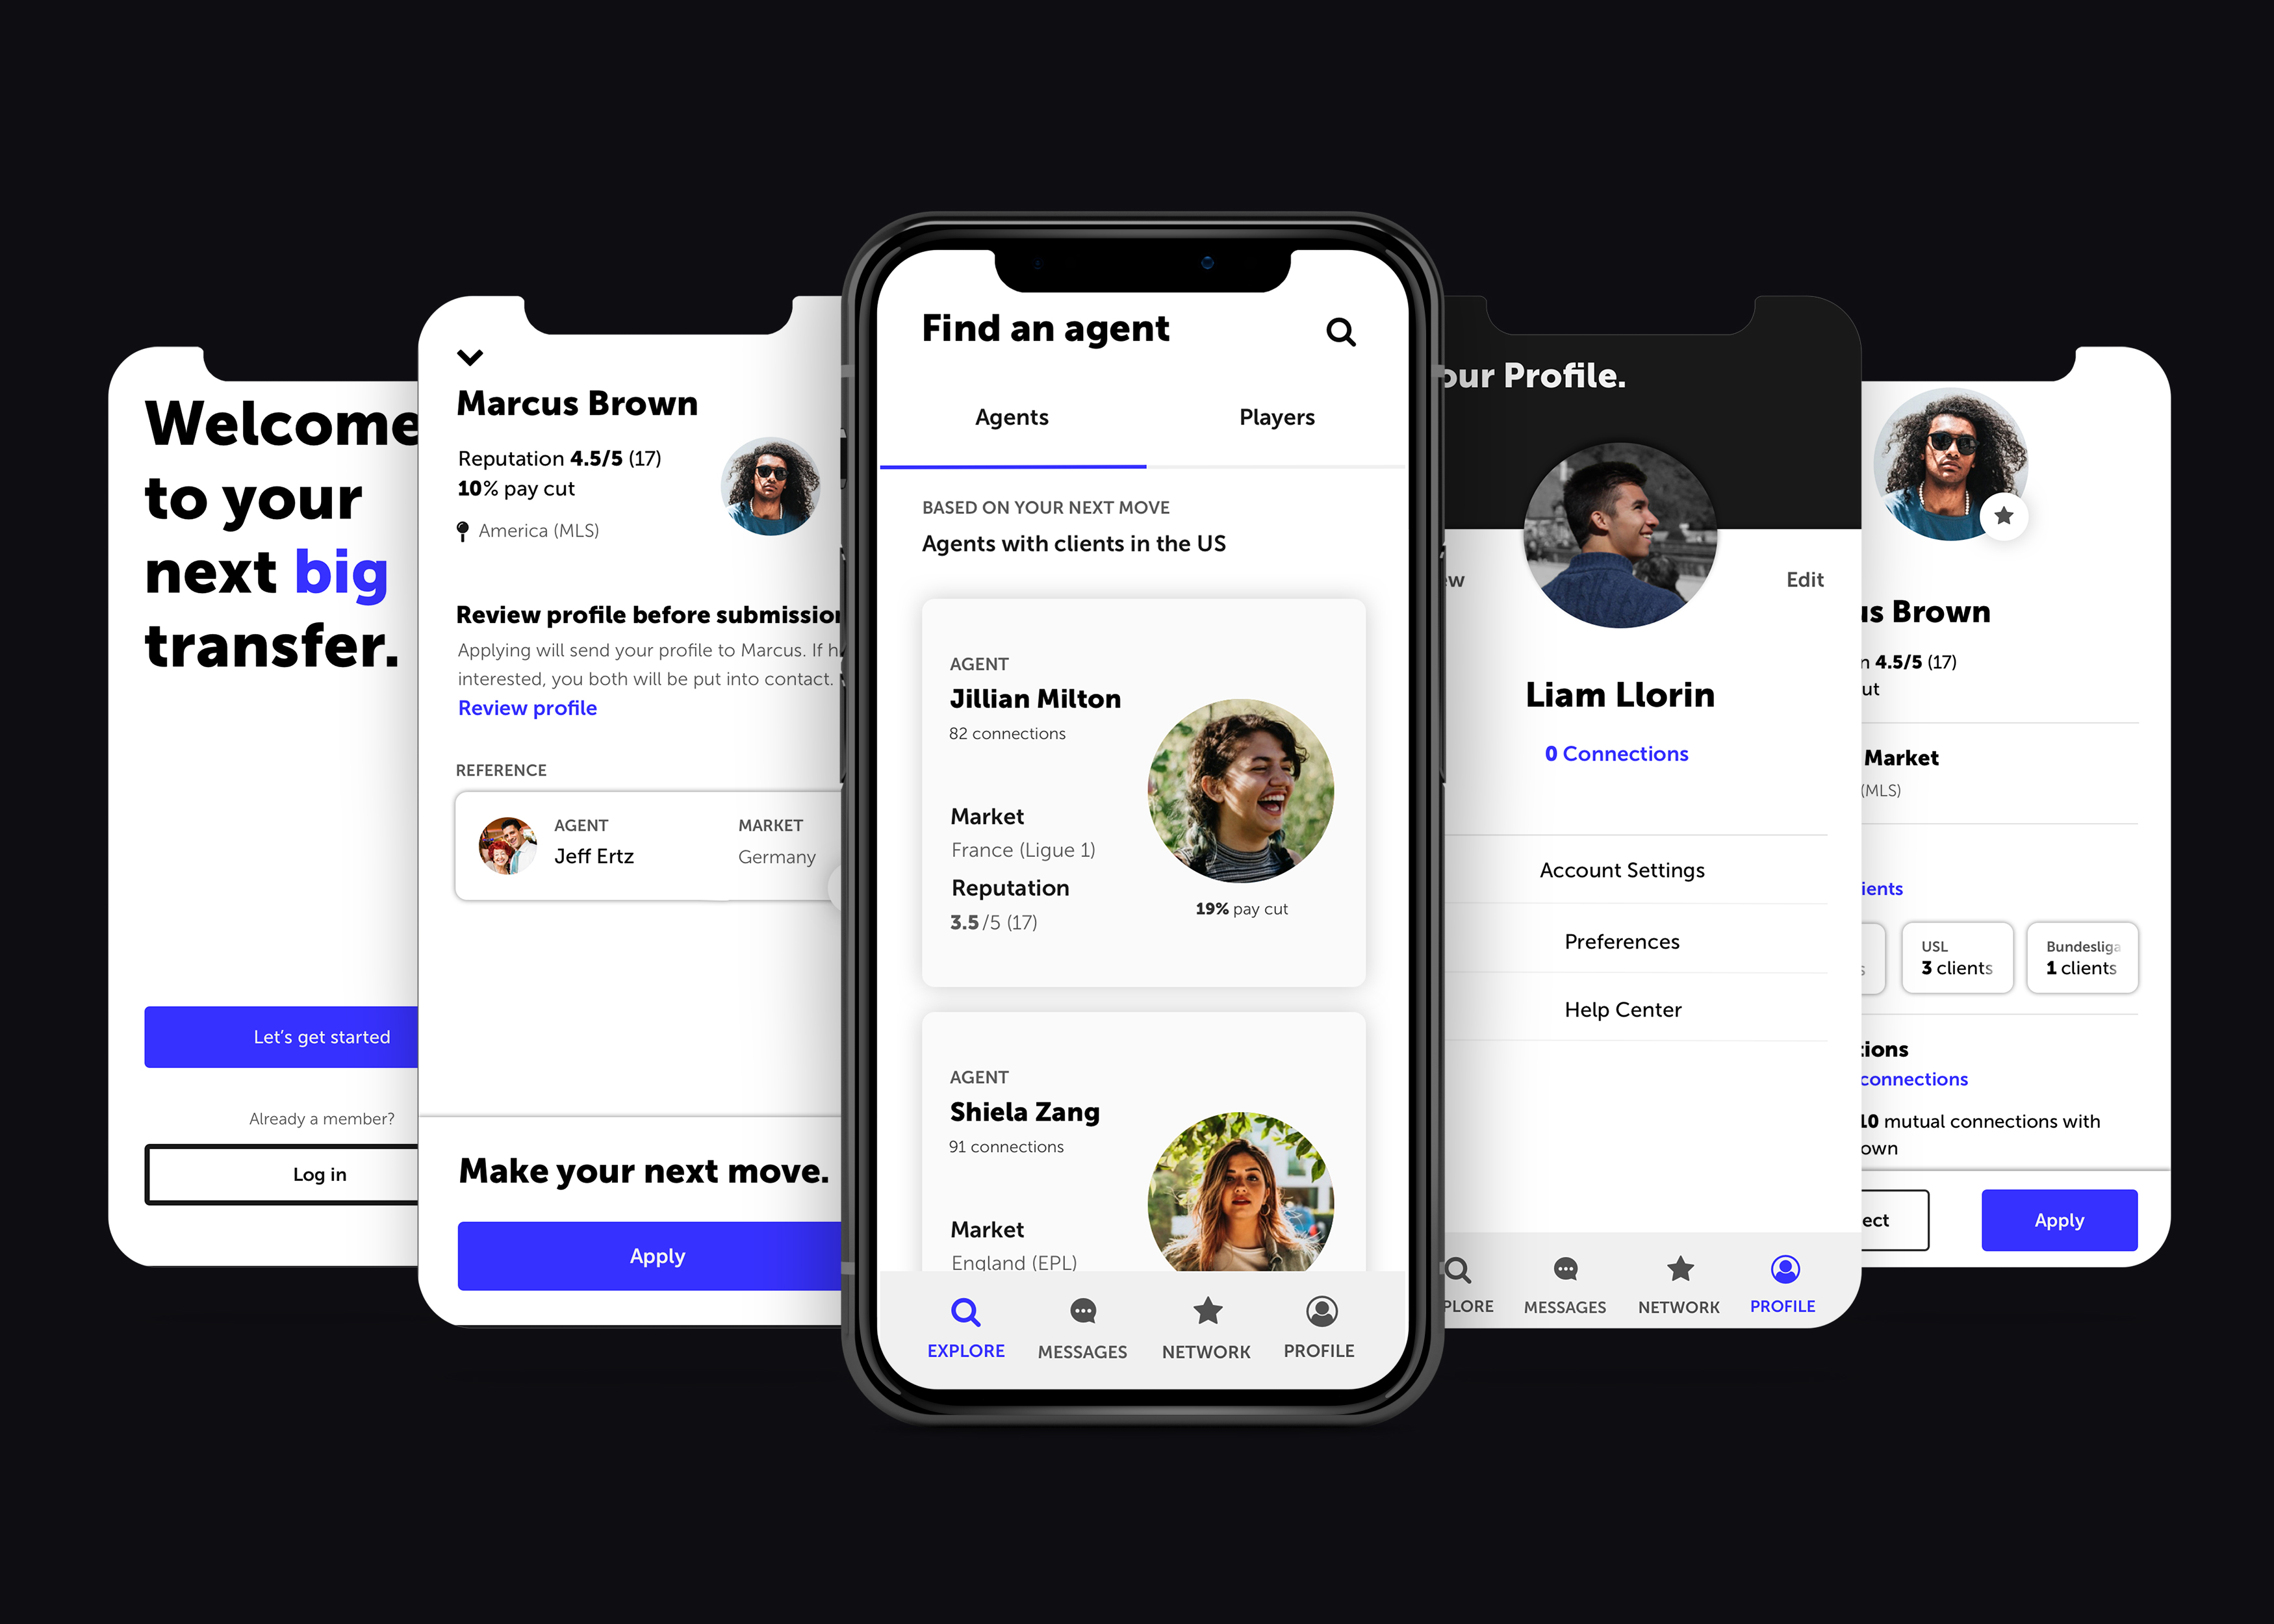 Welcome
to your
next big
transfer.
Let's get started
Already a member?
Log in
Marcus Brown
Reputation 4.5/5 (17)
10% pay cut
America (MLS)
Review profile before submission
Applying will send your profile to Marcus. If
interested, you both will be put into contact.
Review profile
REFERENCE
AGENT
Jeff Ertz
MARKET
Germany
Make your next move.
Apply
Find an agent
Agents
Players
BASED ON YOUR NEXT MOVE
Agents with clients in the US
AGENT
Jillian Milton
82 connections
Market
France (Ligue 1)
Reputation
3.5/5 (17)
19% pay cut
AGENT
Shiela Zang
91 connections
Market
England (EPL)
EXPLORE
MESSAGES
NETWORK
PROFILE
our Profile.
ew
Edit
Liam Llorin
0 Connections
Account Settings
Preferences
Help Center
PLORE
MESSAGES
NETWORK
PROFILE
us Brown
n 4.5/5 (17)
ut
Market
(MLS)
ients
s
USL
3 clients
Bundesliga
1 clients
tions
connections
10 mutual connections with
own
ect
Apply